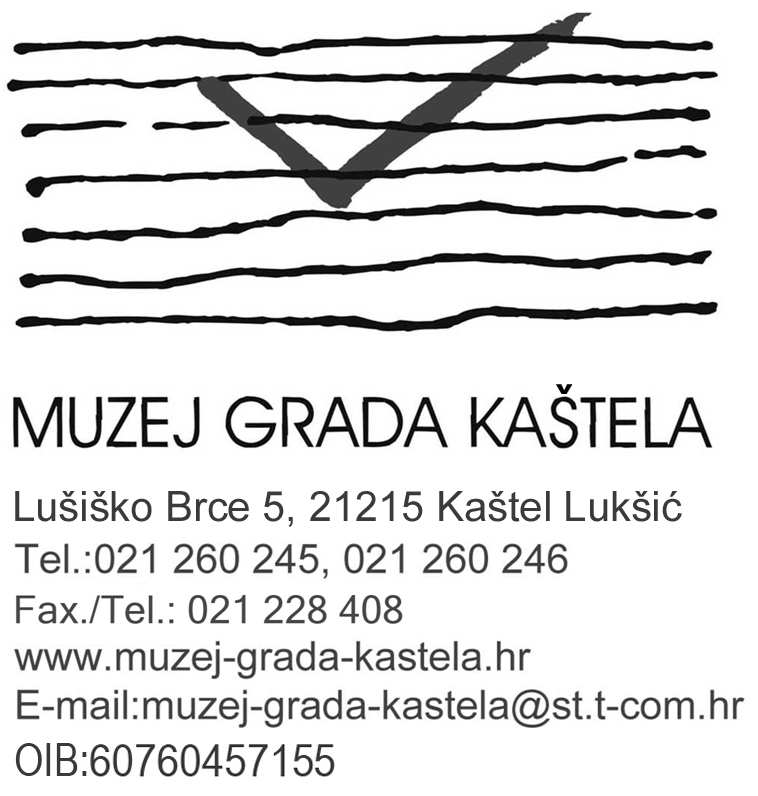 MUZEJ GRADA KAŠTELA
Lušiško Brce 5, 21215 Kaštel Lukšić
Tel.:021 260 245, 021 260 246
Fax./Tel.: 021 228 408
www.muzej-grada-kastela.hr
E-mail:muzej-grada-kastela@st.t-com.hr
OIB:60760457155